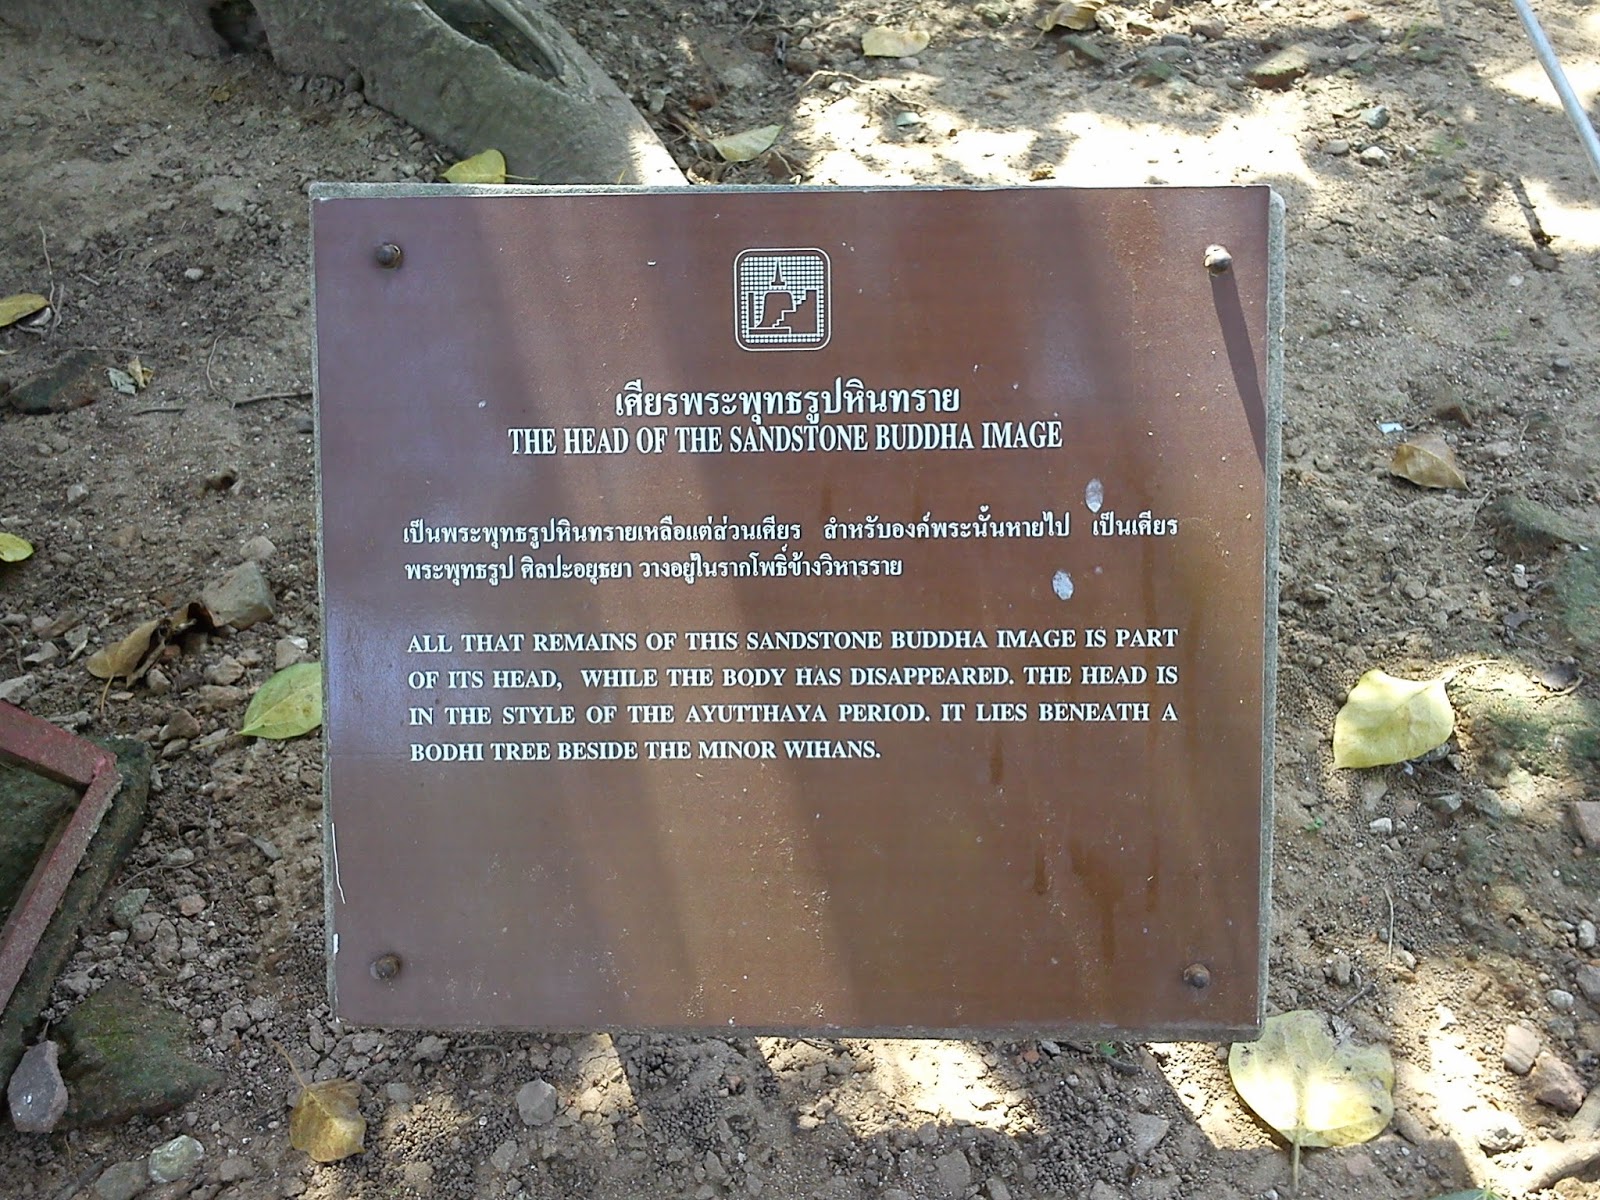 เศียรพระพุทธรูปหินทราย
THE HEAD OF THE SANDSTONE BUDDHA IMAGE
เป็นพระพุทธรูปหินทรายเหลือแต่ส่วนเศียร สำหรับองค์พระนั้นหายไป เป็นเศียร
พระพุทธรูป ศิลปะอยุธยา วางอยู่ในรากโพธิ์ข้างวิหารราย
ALL THAT REMAINS OF THIS SANDSTONE BUDDHA IMAGE IS PART
OF ITS HEAD, WHILE THE BODY HAS DISAPPEARED. THE HEAD IS
IN THE STYLE OF THE AYUTTHAYA PERIOD. IT LIES BENEATH A
BODHI TREE BESIDE THE MINOR WIHANS.